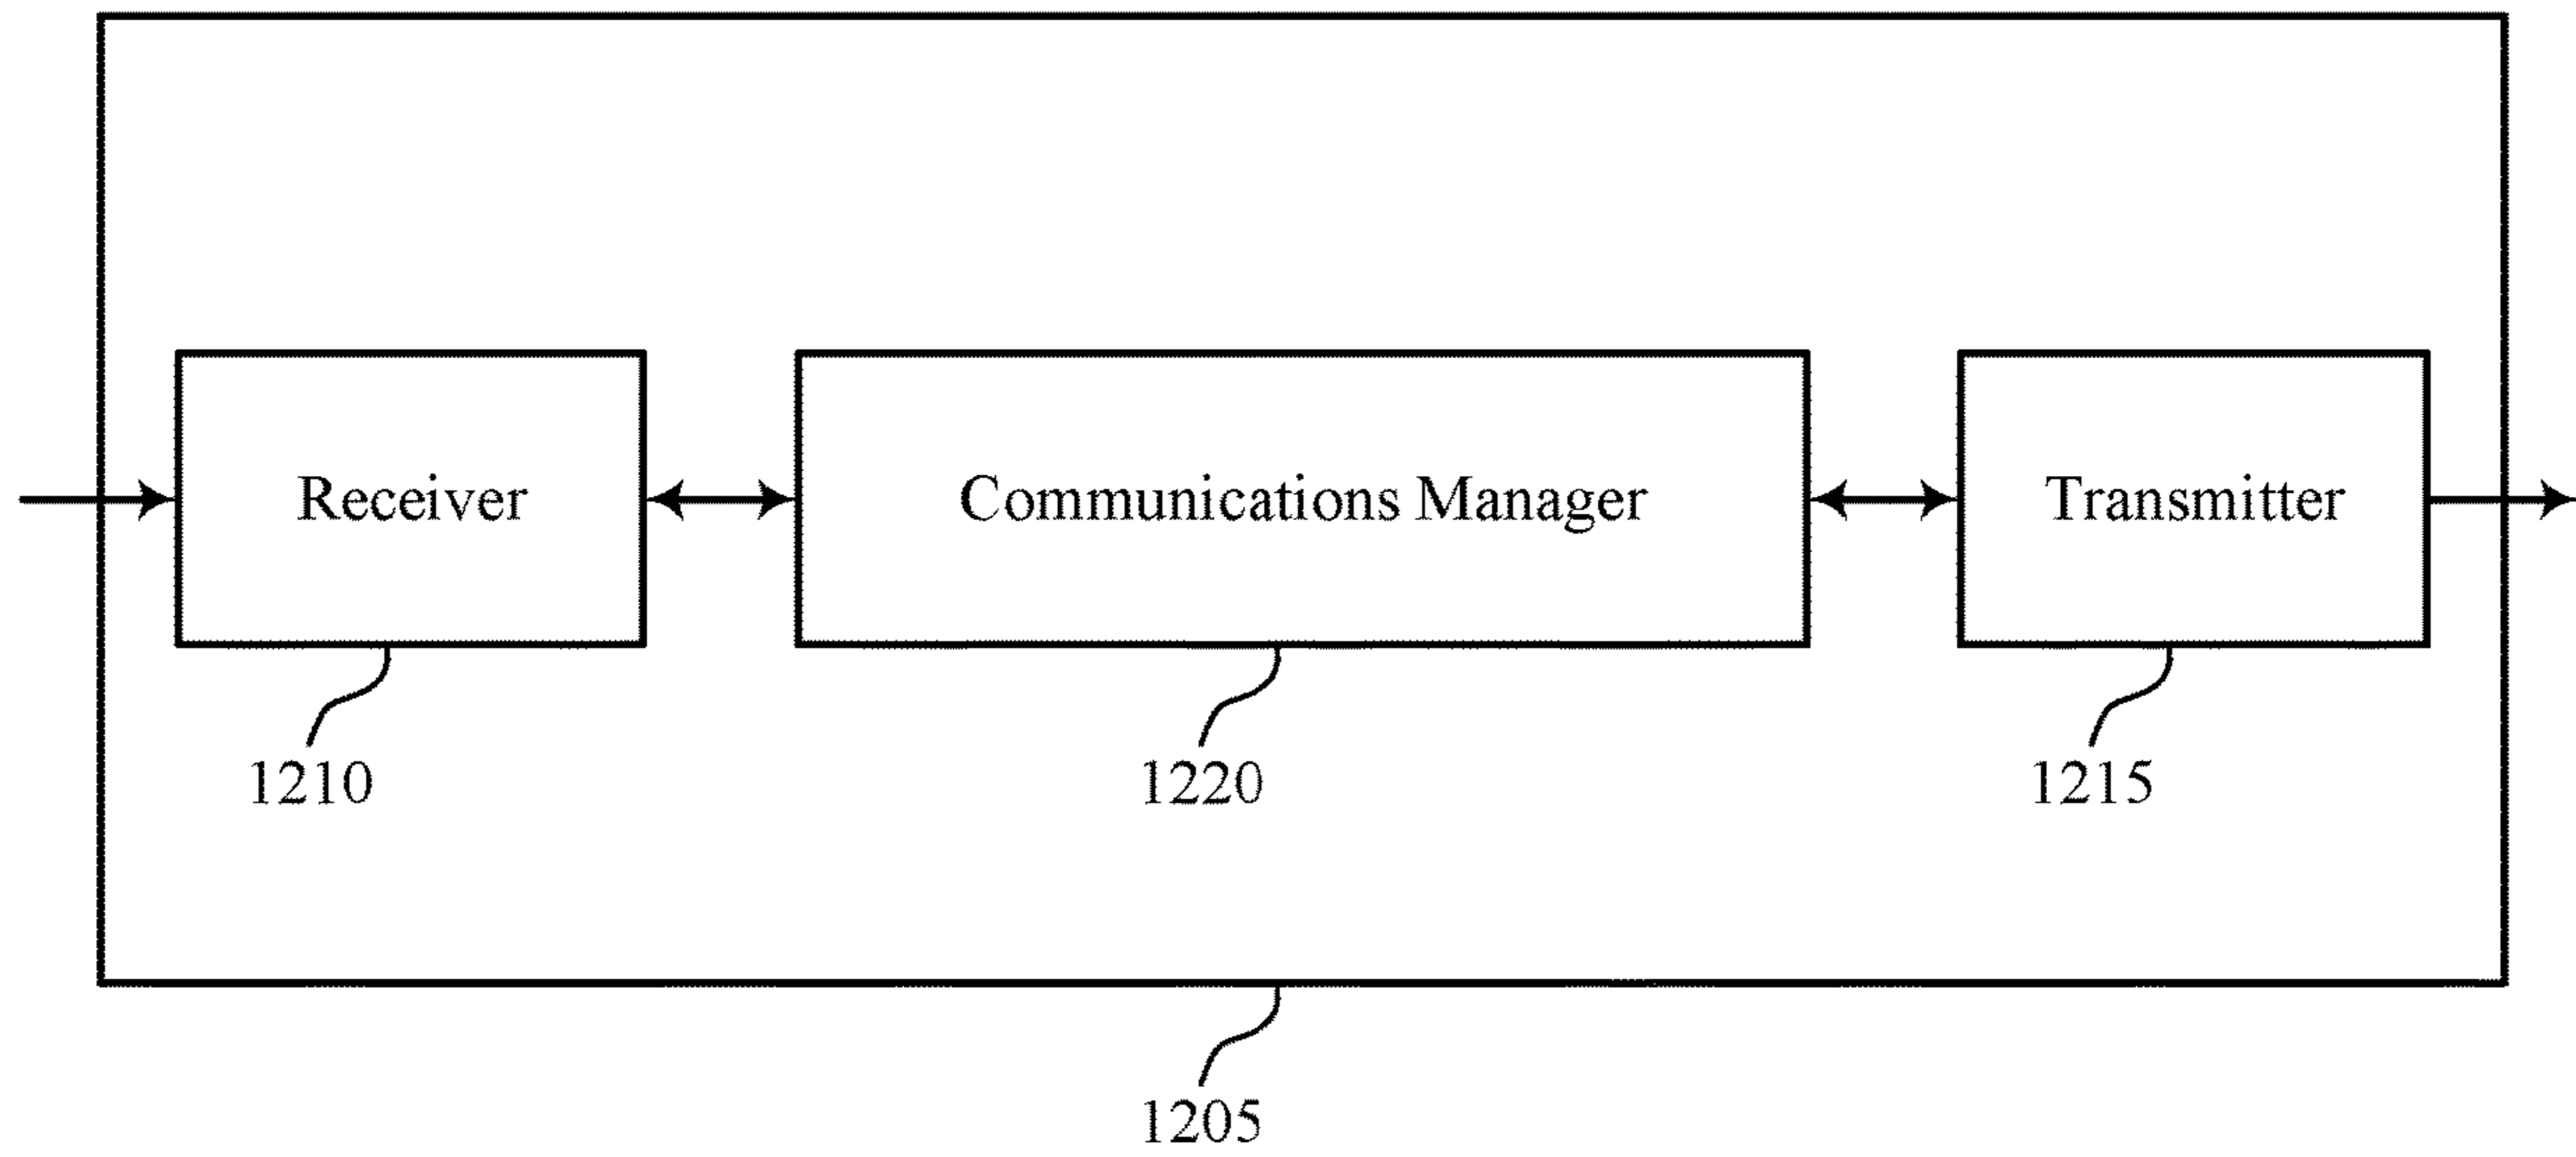 Receiver
Communications Manager
Transmitter
1210
1220
1215
1205